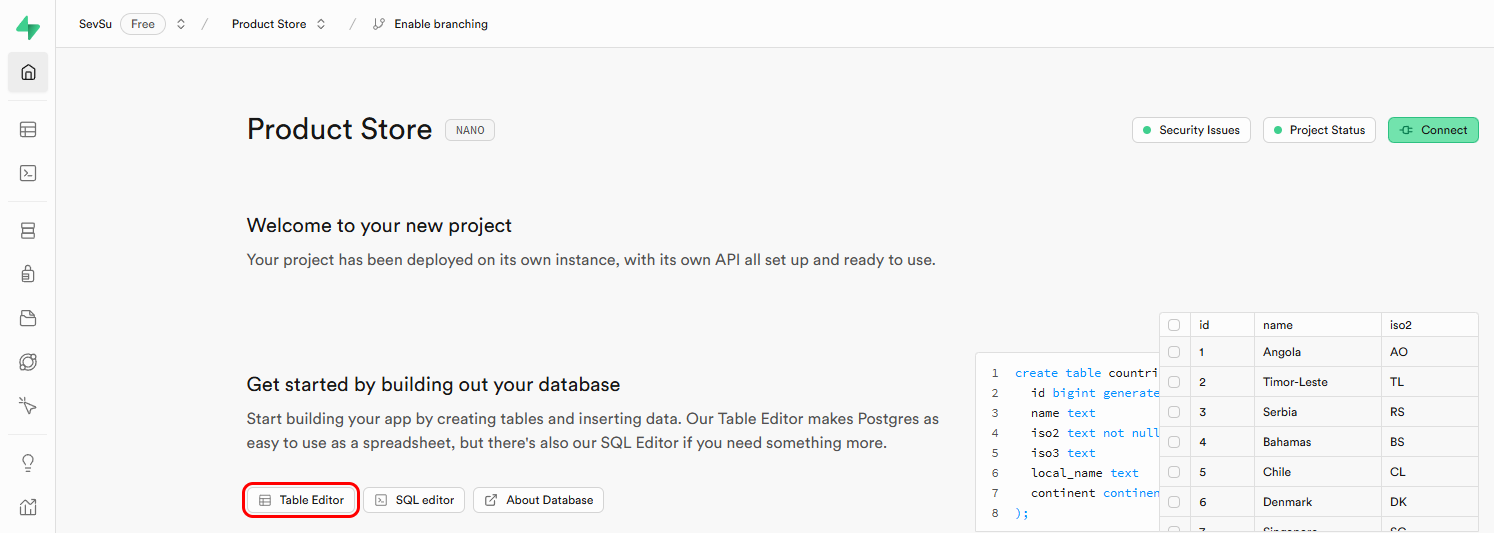 SevSu Free / Product Store / Enable branching
Product Store NANO
Security Issues
Project Status
Connect
Welcome to your new project
Your project has been deployed on its own instance, with its own API all set up and ready to use.
Get started by building out your database
Start building your app by creating tables and inserting data. Our Table Editor makes Postgres as
easy to use as a spreadsheet, but there's also our SQL Editor if you need something more.
Table Editor
SQL editor
About Database
1 create table countri
2 id bigint generate
3 name text
4 iso2 text not null
5 iso3 text
6 local_name text
7 continent continen
8 );
id name iso2
1 Angola AO
2 Timor-Leste TL
3 Serbia RS
4 Bahamas BS
5 Chile CL
6 Denmark DK